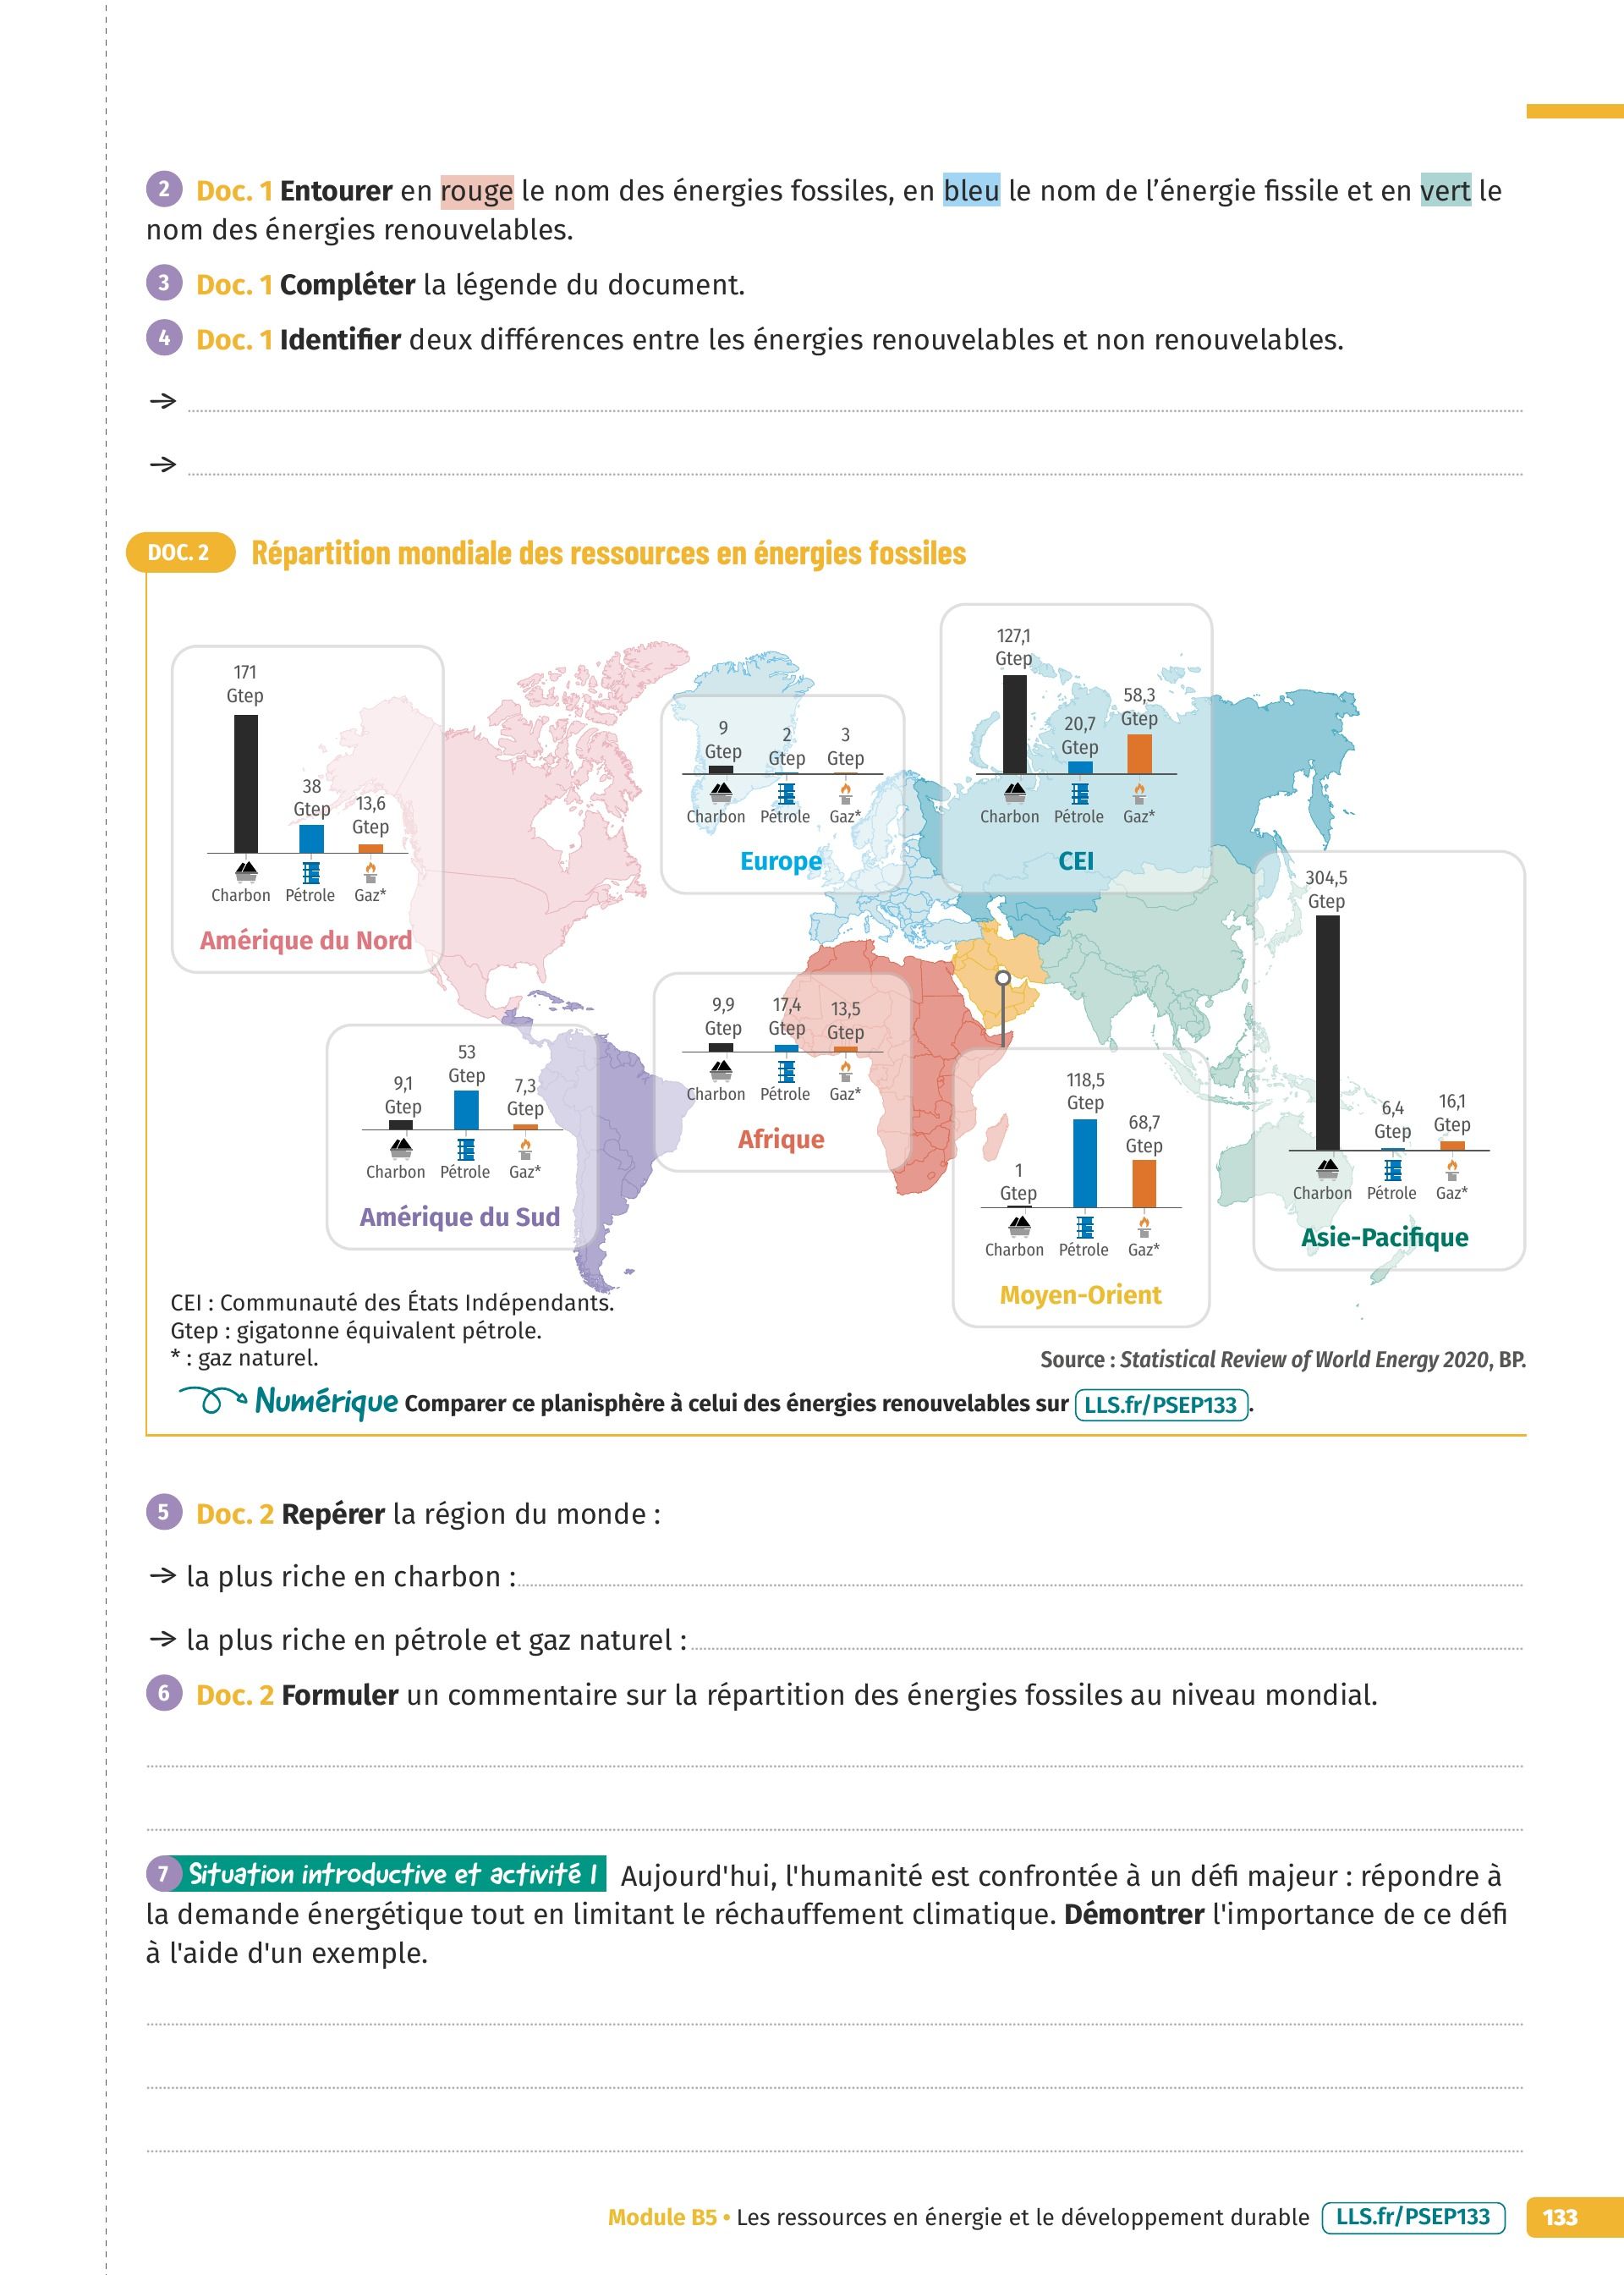 2 Doc. 1 Entourer en rouge le nom des énergies fossiles, en bleu le nom de l’énergie fissile et en vert le
nom des énergies renouvelables.
3 Doc. 1 Compléter la légende du document.
4 Doc. 1 Identifier deux différences entre les énergies renouvelables et non renouvelables.
→
→
DOC. 2 Répartition mondiale des ressources en énergies fossiles
171
Gtep
38
Gtep
13,6
Gtep
Charbon Pétrole Gaz*
Amérique du Nord
9
Gtep
2
Gtep
3
Gtep
Charbon Pétrole Gaz*
Europe
127,1
Gtep
20,7
Gtep
58,3
Gtep
Charbon Pétrole Gaz*
CEI
304,5
Gtep
6,4
Gtep
16,1
Gtep
Charbon Pétrole Gaz*
Asie-Pacifique
9,1
Gtep
53
Gtep
7,3
Gtep
Charbon Pétrole Gaz*
Amérique du Sud
9,9
Gtep
17,4
Gtep
13,5
Gtep
Charbon Pétrole Gaz*
Afrique
1
Gtep
118,5
Gtep
68,7
Gtep
Charbon Pétrole Gaz*
Moyen-Orient
CEI : Communauté des États Indépendants.
Gtep : gigatonne équivalent pétrole.
* : gaz naturel.
Source : Statistical Review of World Energy 2020, BP.
Numérique Comparer ce planisphère à celui des énergies renouvelables sur LLS.fr/PSEP133.
5 Doc. 2 Repérer la région du monde :
→ la plus riche en charbon :
→ la plus riche en pétrole et gaz naturel :
6 Doc. 2 Formuler un commentaire sur la répartition des énergies fossiles au niveau mondial.
7 Situation introductive et activité 1 Aujourd'hui, l'humanité est confrontée à un défi majeur : répondre à
la demande énergétique tout en limitant le réchauffement climatique. Démontrer l'importance de ce défi
à l'aide d'un exemple.
Module B5 • Les ressources en énergie et le développement durable LLS.fr/PSEP133 133